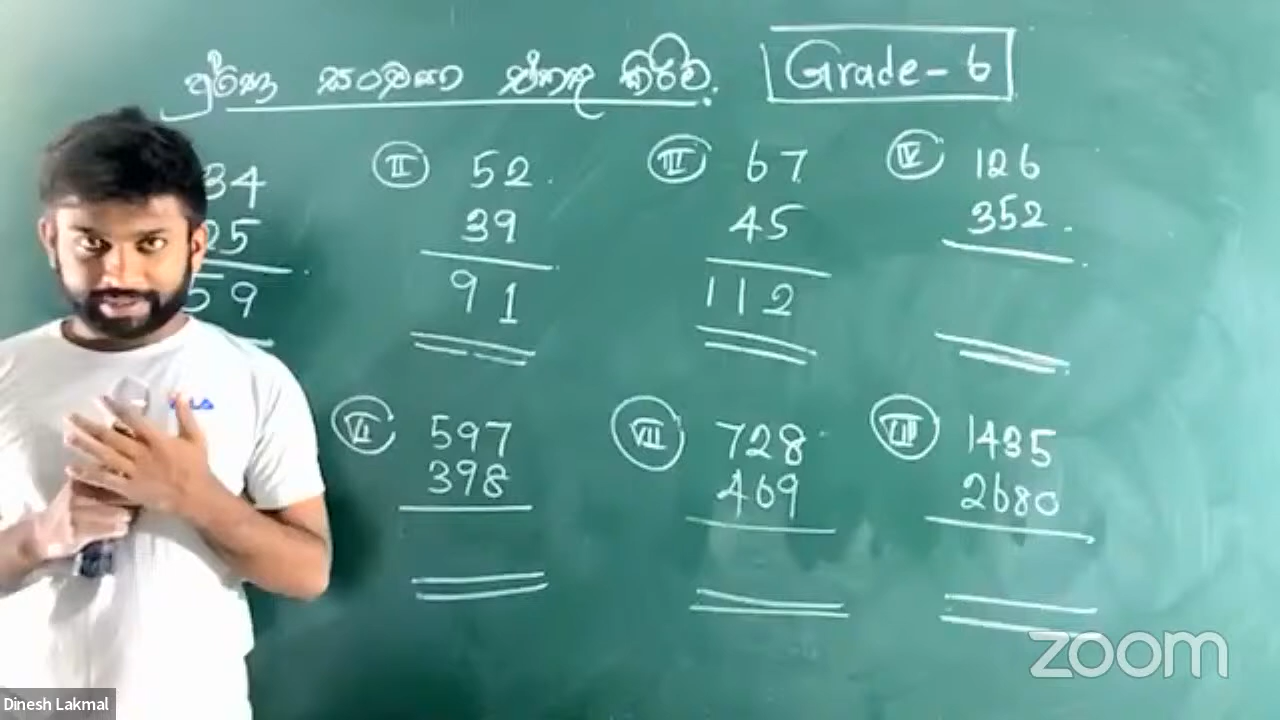 පූර්ණ සංඛ්‍යා එකතු කිරීම. Grade-6
34 II 52 III 67 IV 126
25 39 45 352
59 91 112
VI 597 VII 728 VIII 1435
398 469 2680
zoom
Dinesh Lakmal